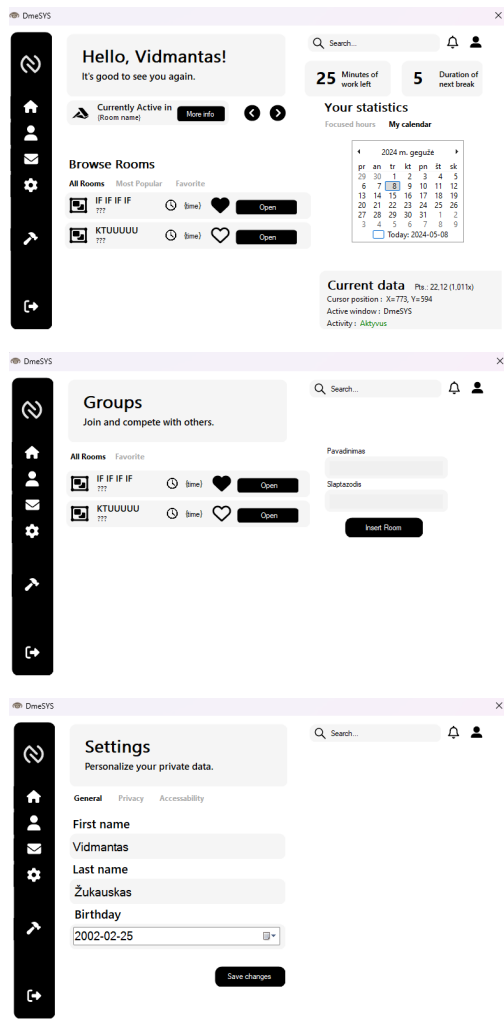 DmeSYS
Hello, Vidmantas!
It's good to see you again.
Search...
25 Minutes of work left
5 Duration of next break
Currently Active in
(Room name)
More info
Your statistics
Focused hours My calendar
2024 m. gegužė
pr an tr kt pn št sk
29 30 1 2 3 4 5
6 7 8 9 10 11 12
13 14 15 16 17 18 19
20 21 22 23 24 25 26
27 28 29 30 31 1 2
3 4 5 6 7 8 9
Today: 2024-05-08
Browse Rooms
All Rooms Most Popular Favorite
IF IF IF IF
???
(time)
Open
KTUUUUU
???
(time)
Open
Current data Pts.: 22.12 (1.011x)
Cursor position : X=773, Y=594
Active window : DmeSYS
Activity : Aktyvus
DmeSYS
Groups
Join and compete with others.
Search...
All Rooms Favorite
IF IF IF IF
???
(time)
Open
KTUUUUU
???
(time)
Open
Pavadinimas
Slaptazodis
Insert Room
DmeSYS
Settings
Personalize your private data.
Search...
General Privacy Accessability
First name
Vidmantas
Last name
Žukauskas
Birthday
2002-02-25
Save changes